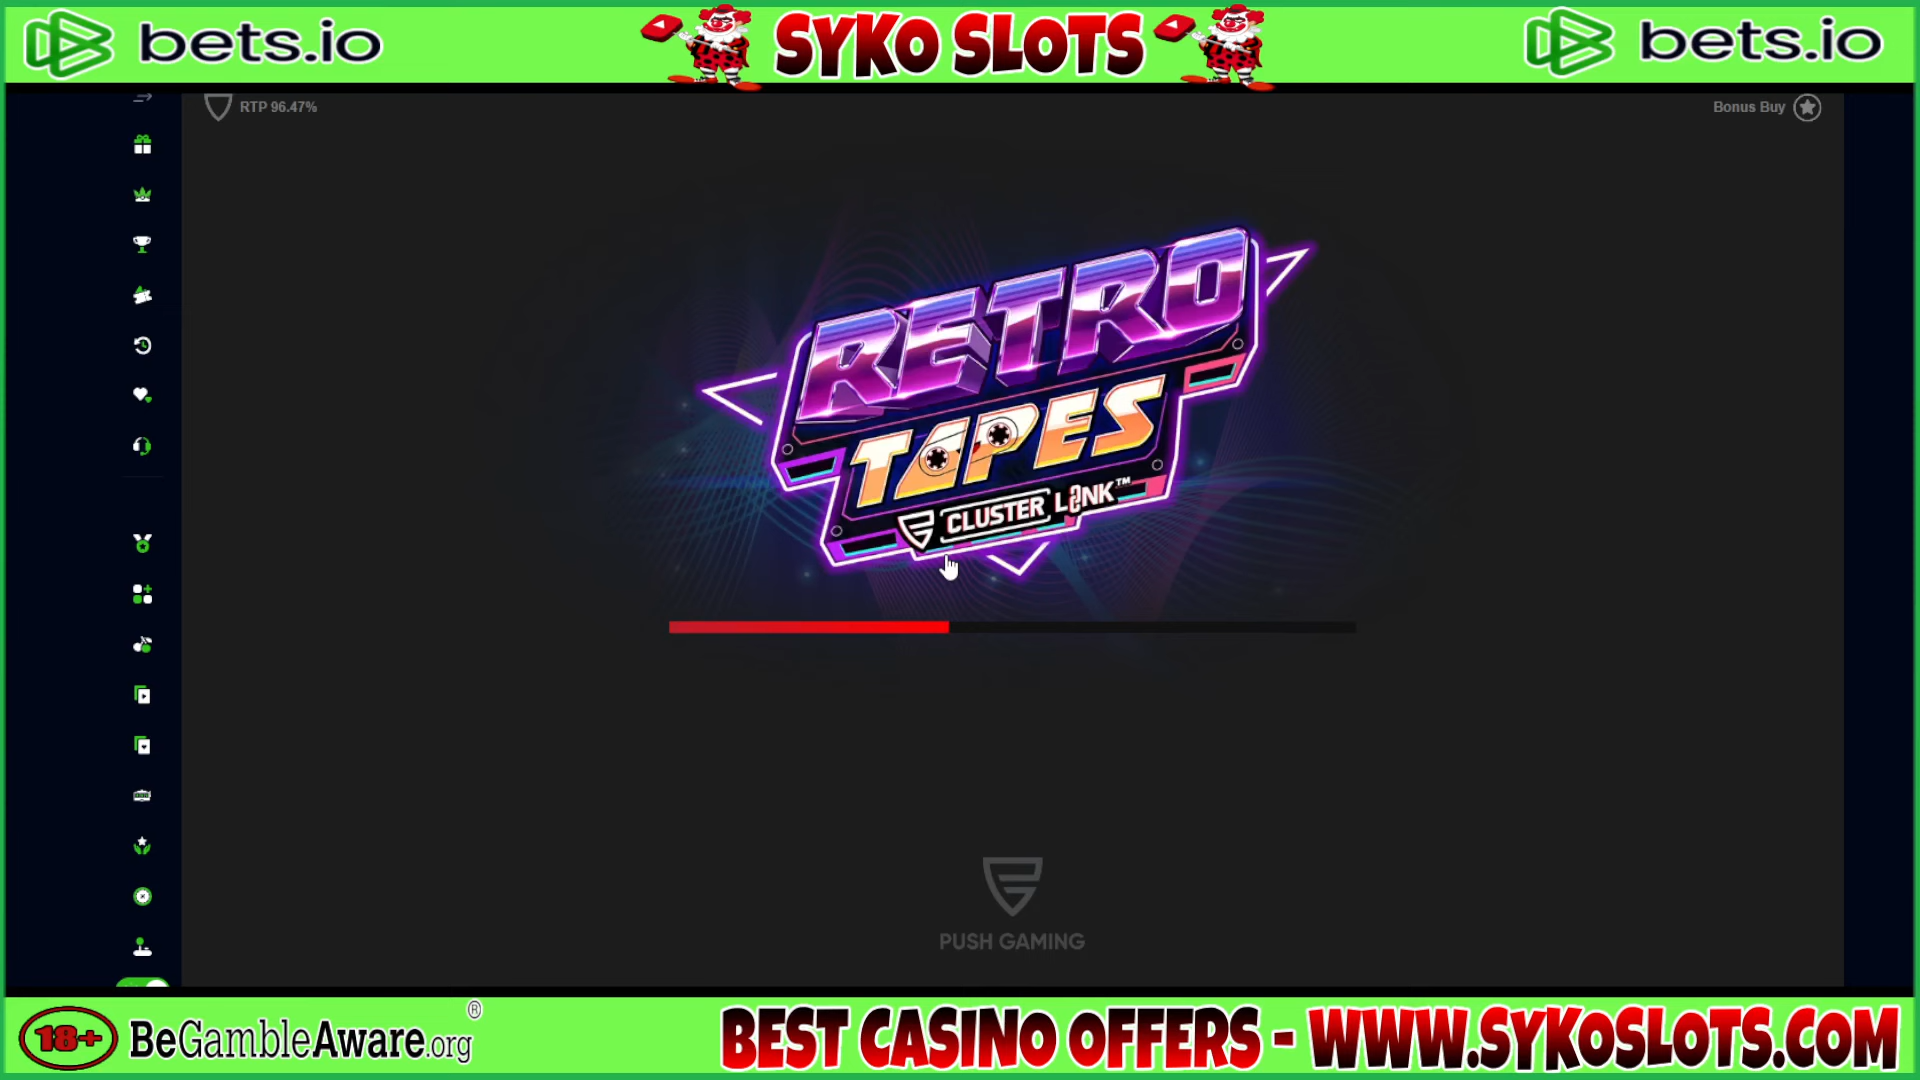 bets.io
SYKO SLOTS
bets.io
RTP 96.47%
Bonus Buy
RETRO
TAPES
CLUSTER LINK™
PUSH GAMING
18+
BeGambleAware.org®
BEST CASINO OFFERS - WWW.SYKOSLOTS.COM